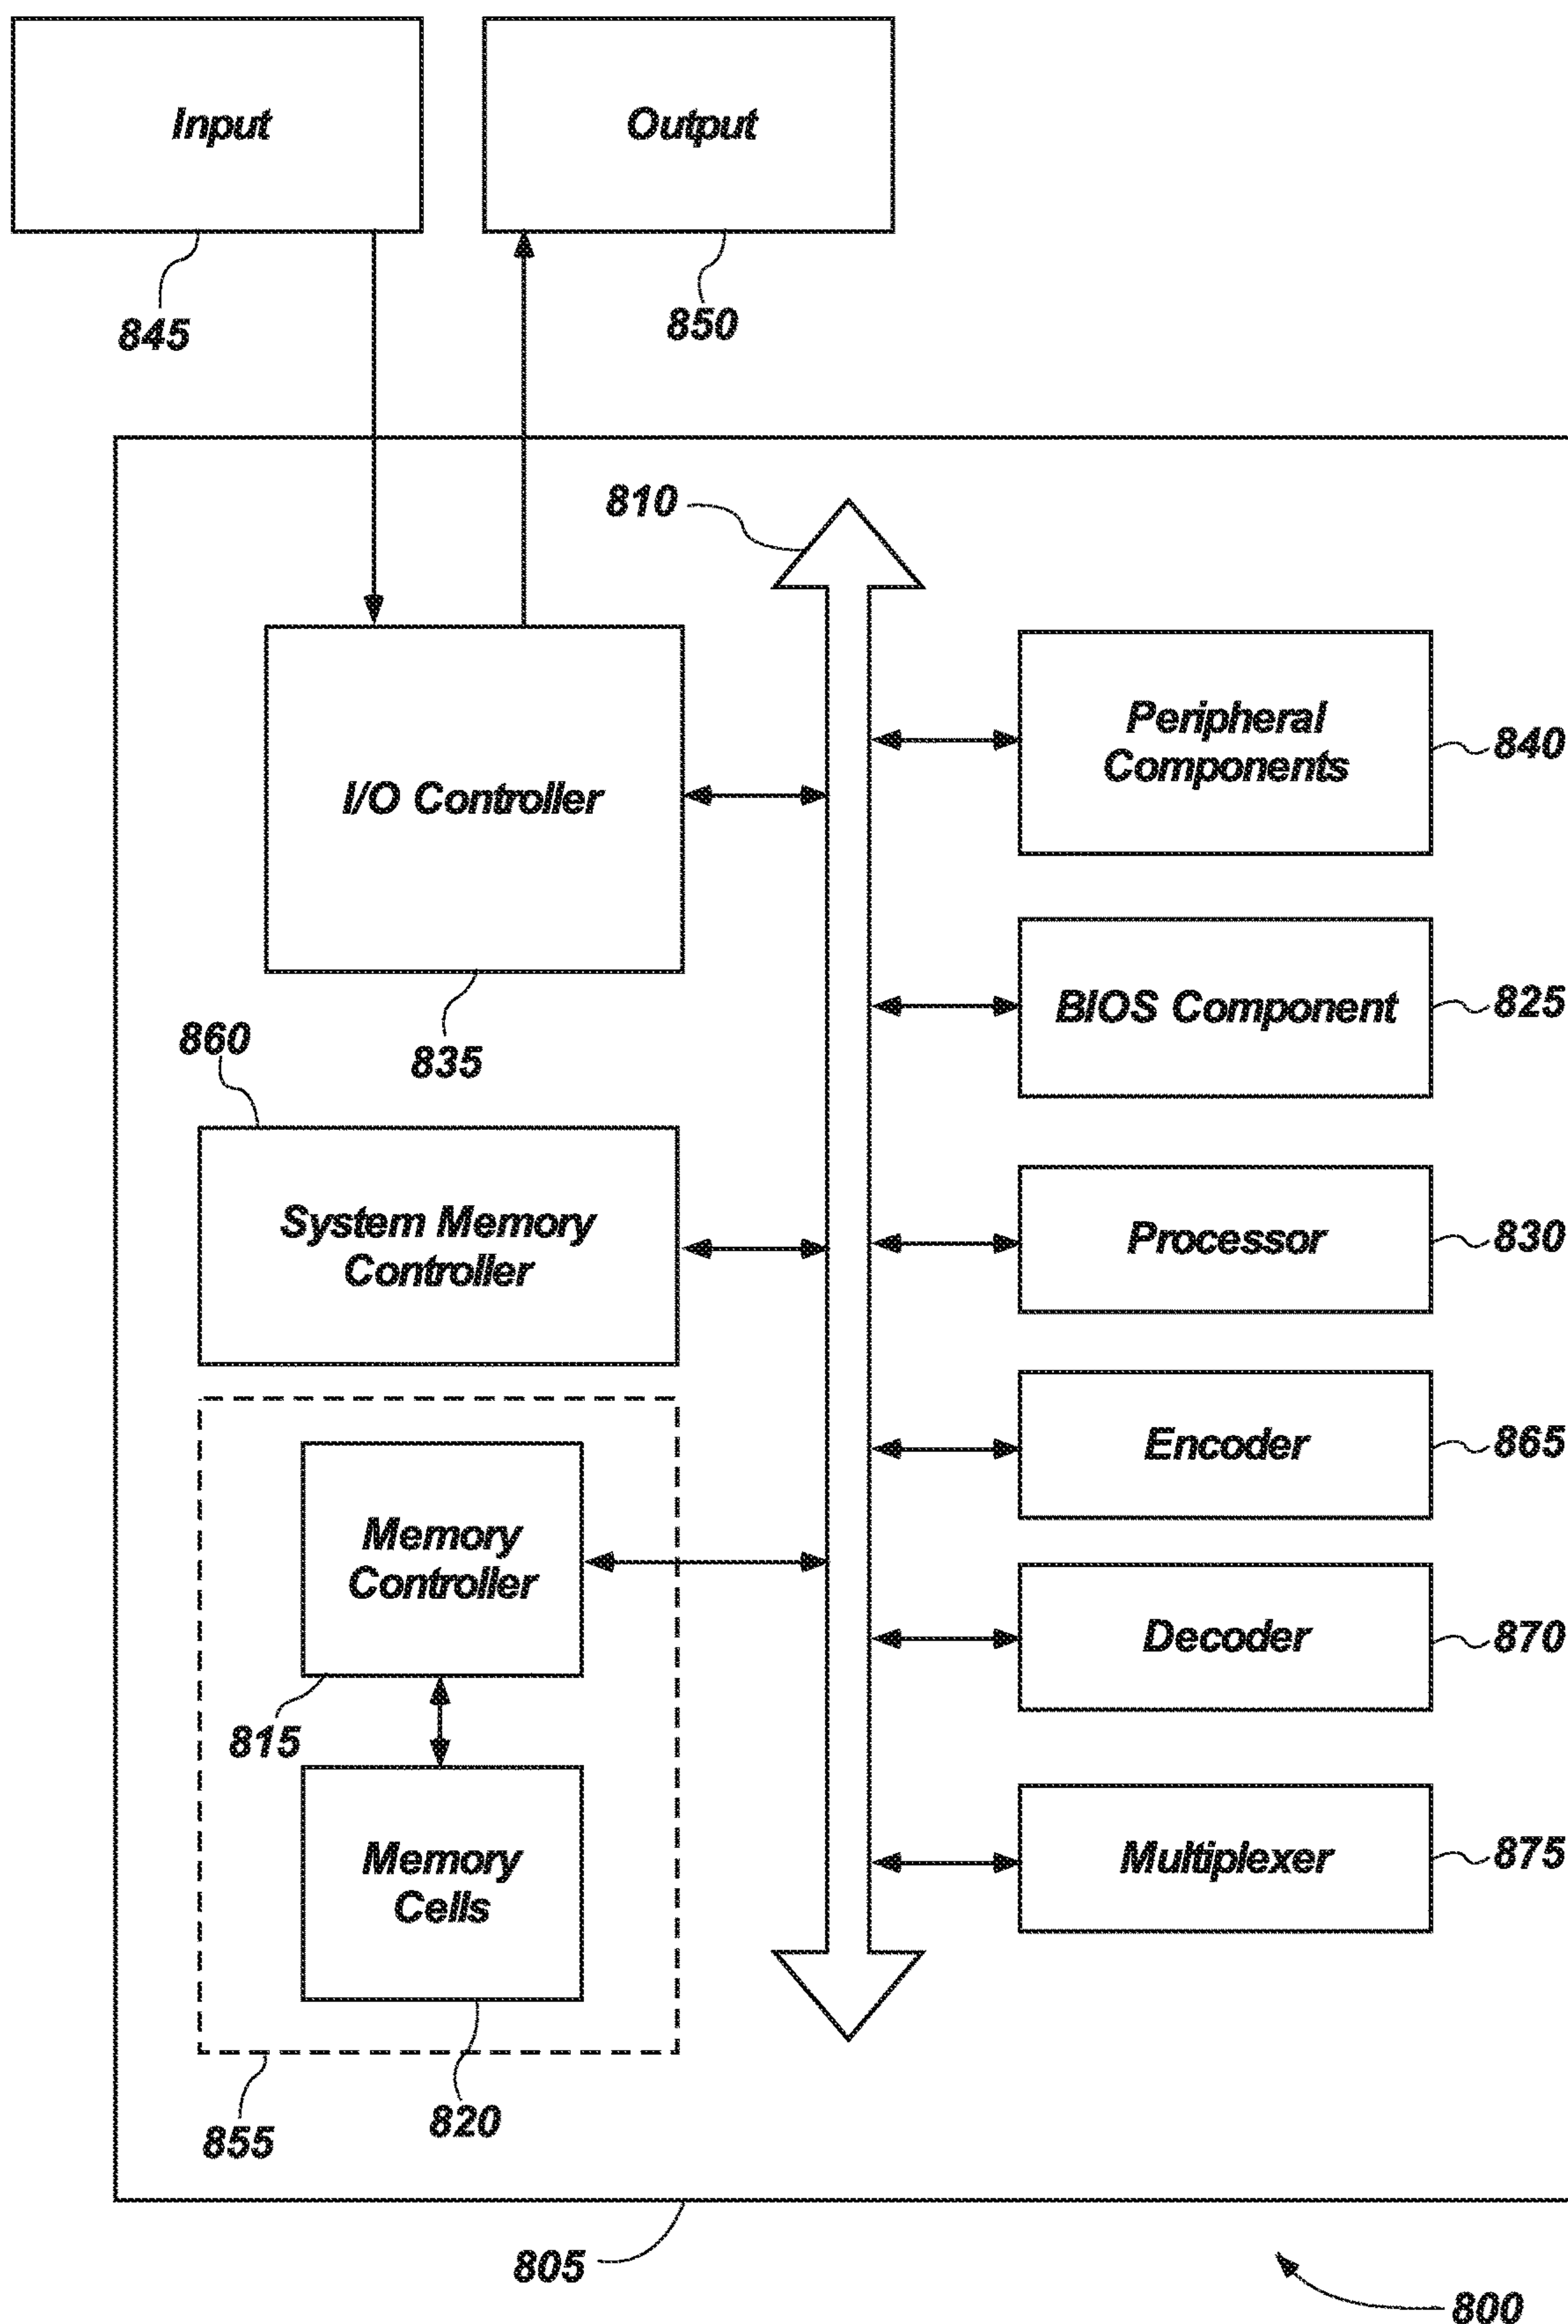 Input
Output
845
850
810
Peripheral
Components
840
I/O Controller
835
BIOS Component
825
860
System Memory
Controller
Processor
830
Encoder
865
Memory
Controller
815
Decoder
870
Memory
Cells
820
Multiplexer
875
855
805
800